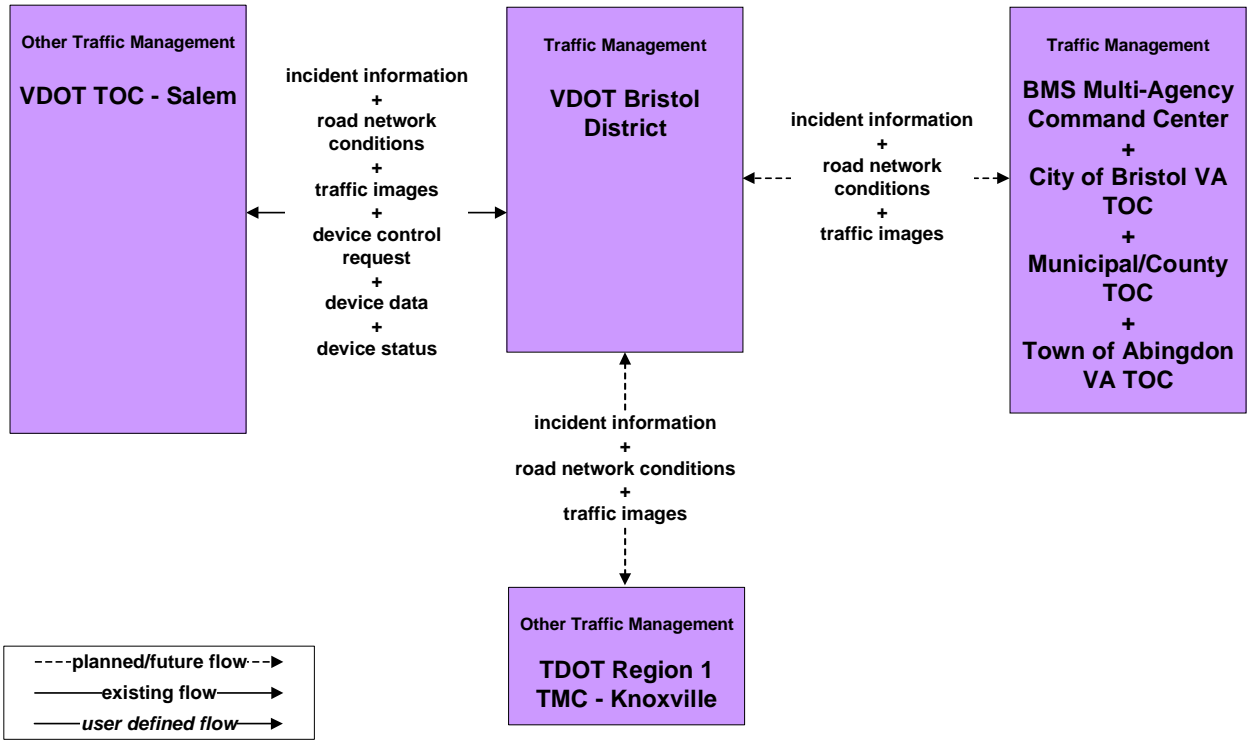 Other Traffic Management
VDOT TOC - Salem
incident information
+
road network
conditions
+
traffic images
+
device control
request
+
device data
+
device status
Traffic Management
VDOT Bristol
District
incident information
+
road network
conditions
+
traffic images
Traffic Management
BMS Multi-Agency
Command Center
+
City of Bristol VA
TOC
+
Municipal/County
TOC
+
Town of Abingdon
VA TOC
incident information
+
road network conditions
+
traffic images
Other Traffic Management
TDOT Region 1
TMC - Knoxville
planned/future flow
existing flow
user defined flow